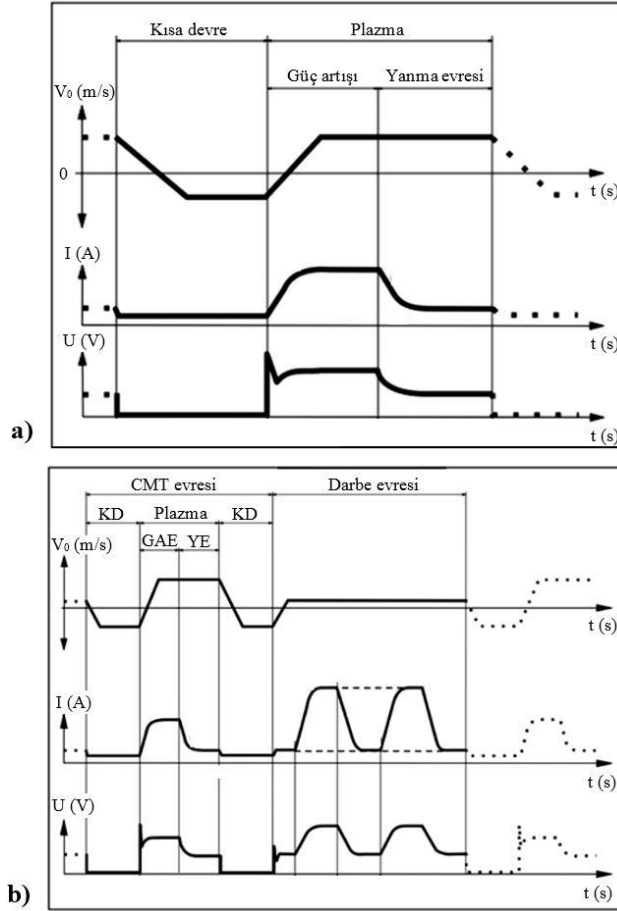 Kısa devre Plazma
Güç artışı Yanma evresi
V₀ (m/s)
0
t (s)
I (A)
t (s)
U (V)
t (s)
a)
CMT evresi Darbe evresi
KD Plazma KD
V₀ (m/s) GAE YE
t (s)
I (A)
t (s)
U (V)
t (s)
b)